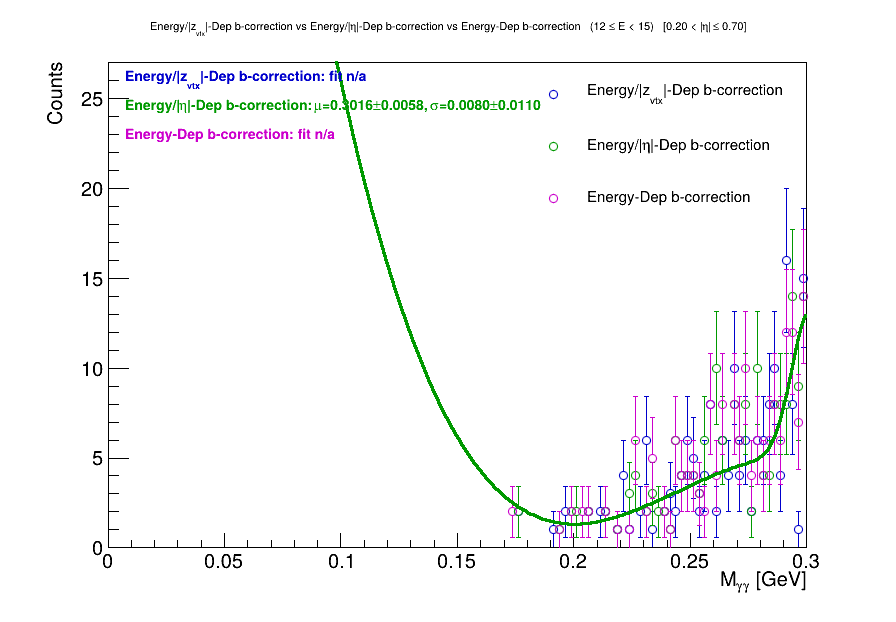 Energy/|z_vtx|-Dep b-correction vs Energy/|η|-Dep b-correction vs Energy-Dep b-correction (12 ≤ E < 15) [0.20 < |η| ≤ 0.70]
Counts
Energy/|z_vtx|-Dep b-correction: fit n/a
Energy/|η|-Dep b-correction: μ=0.3016±0.0058, σ=0.0080±0.0110
Energy-Dep b-correction: fit n/a
Energy/|z_vtx|-Dep b-correction
Energy/|η|-Dep b-correction
Energy-Dep b-correction
25
20
15
10
5
0
0 0.05 0.1 0.15 0.2 0.25 0.3
M_γγ [GeV]